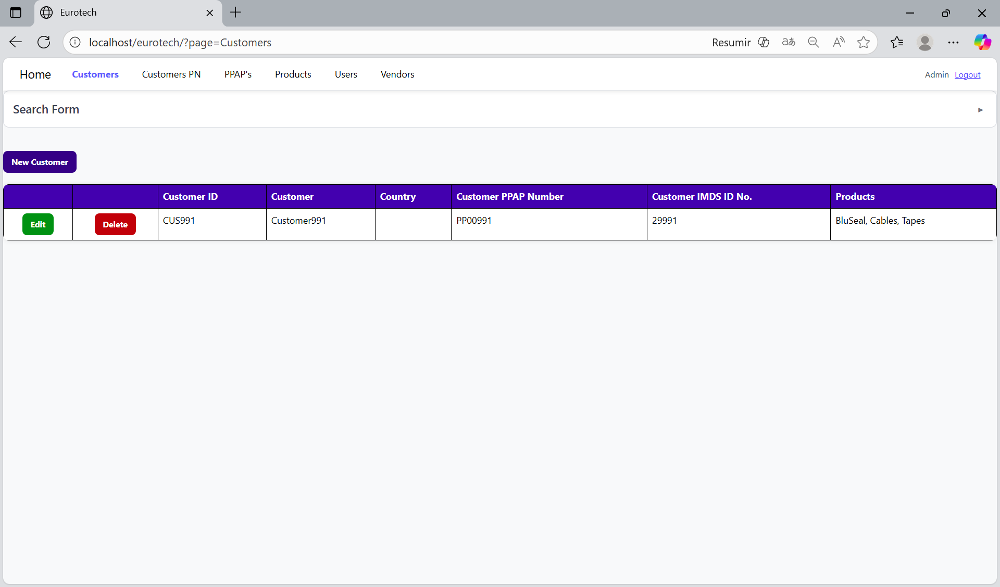 Eurotech
localhost/eurotech/?page=Customers
Resumir
aあ
Home Customers Customers PN PPAP's Products Users Vendors Admin Logout
Search Form
New Customer
Customer ID Customer Country Customer PPAP Number Customer IMDS ID No. Products
Edit Delete CUS991 Customer991 PP00991 29991 BluSeal, Cables, Tapes